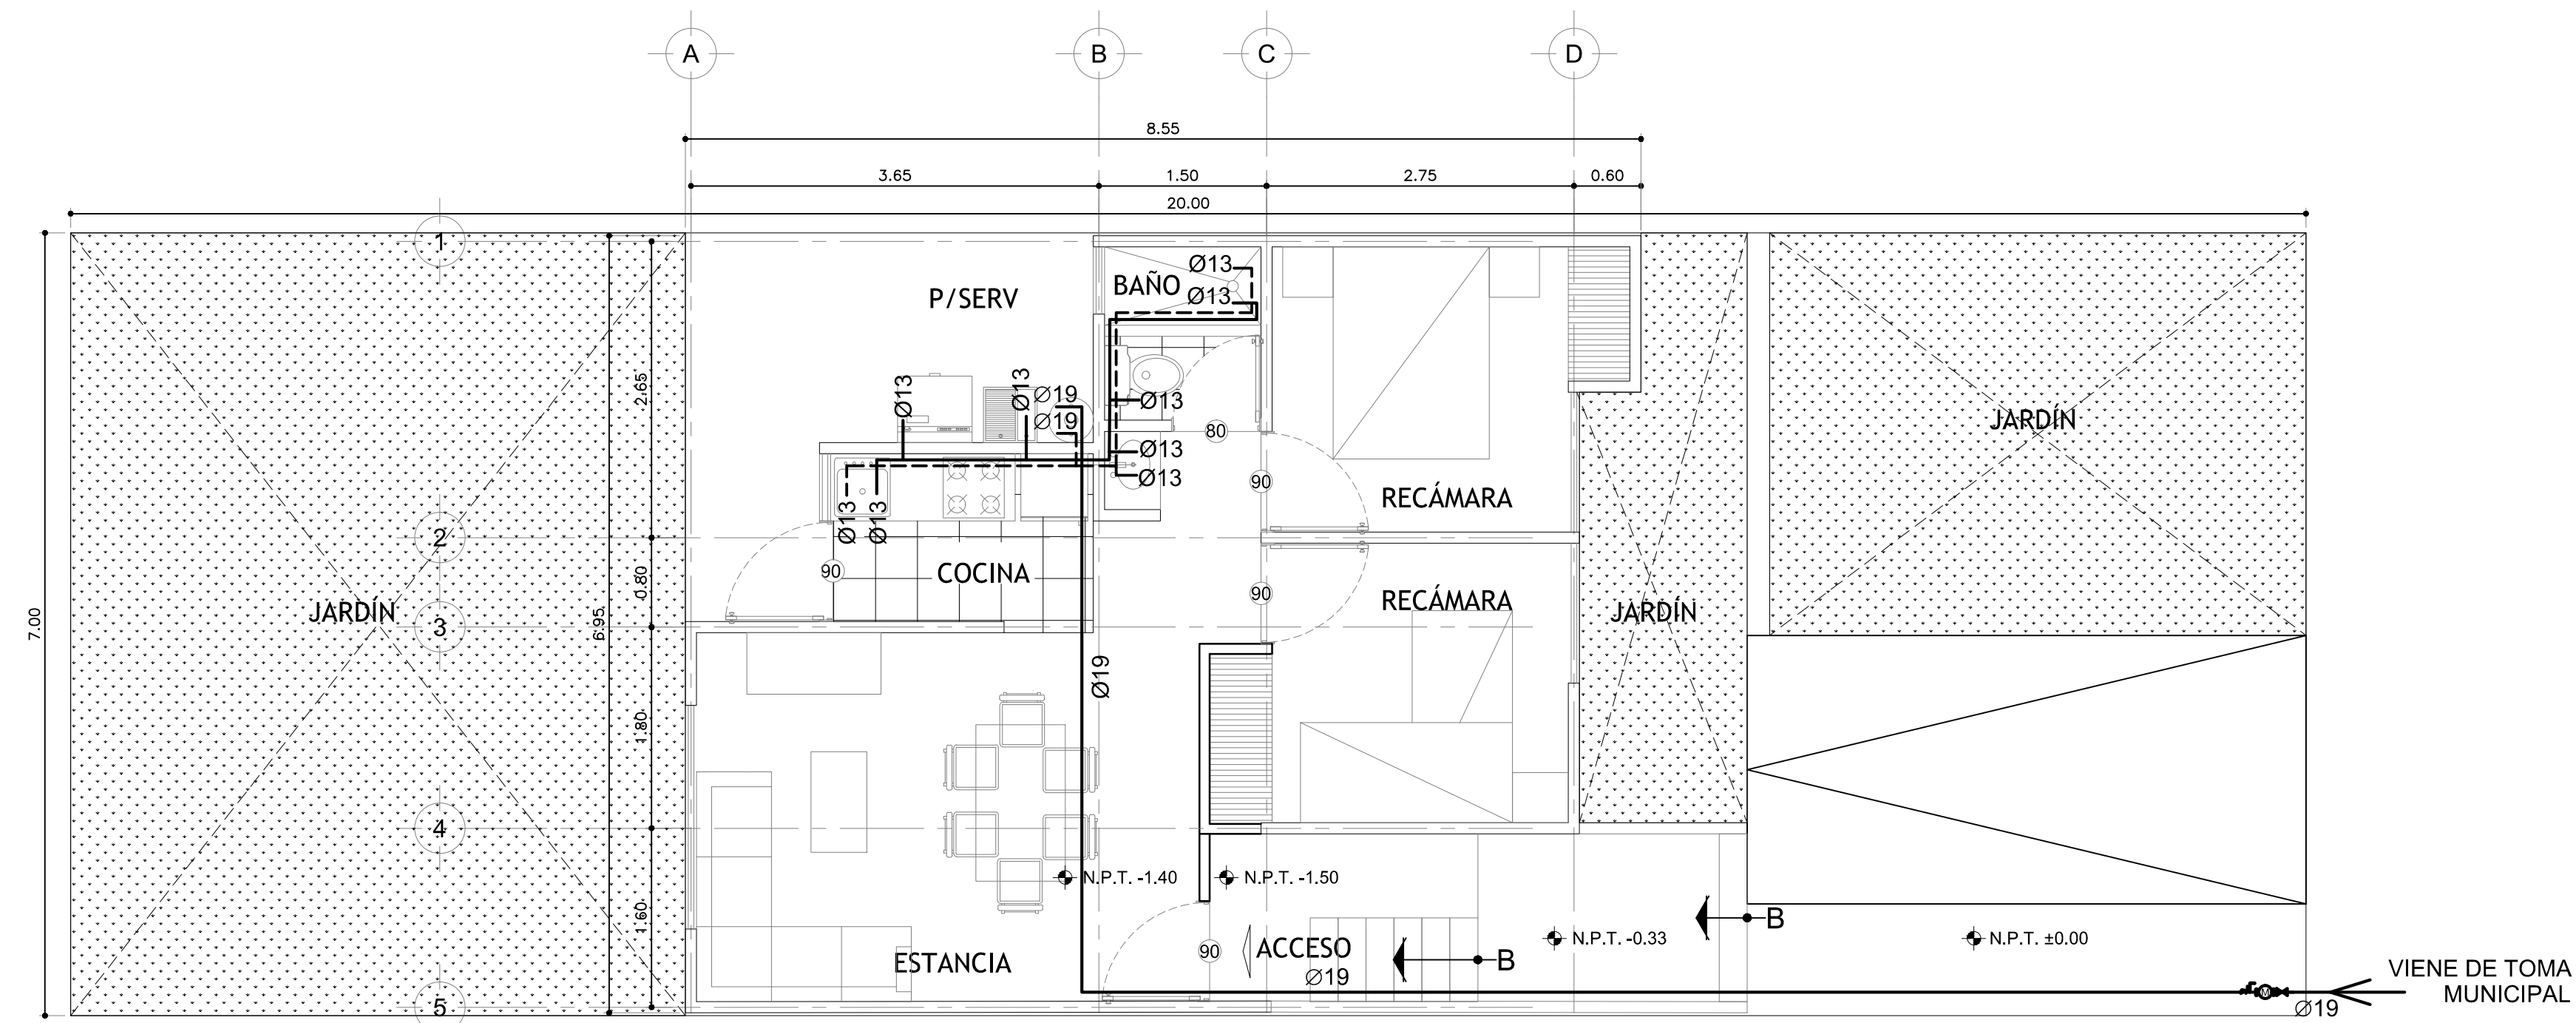 A
B
C
D
8.55
3.65
1.50
2.75
0.60
20.00
1
BAÑO
Ø13
Ø13
P/SERV
2.65
Ø13
Ø13
Ø19
Ø19
Ø13
80
JARDÍN
Ø13
Ø13
90
RECÁMARA
Ø13
Ø13
2
0.80
90
COCINA
90
RECÁMARA
JARDÍN
JARDÍN
7.00
3
6.95
Ø19
1.80
4
N.P.T. -1.40
N.P.T. -1.50
1.60
B
N.P.T. -0.33
N.P.T. ±0.00
90
ACCESO
Ø19
B
ESTANCIA
VIENE DE TOMA
MUNICIPAL
M
Ø19
5